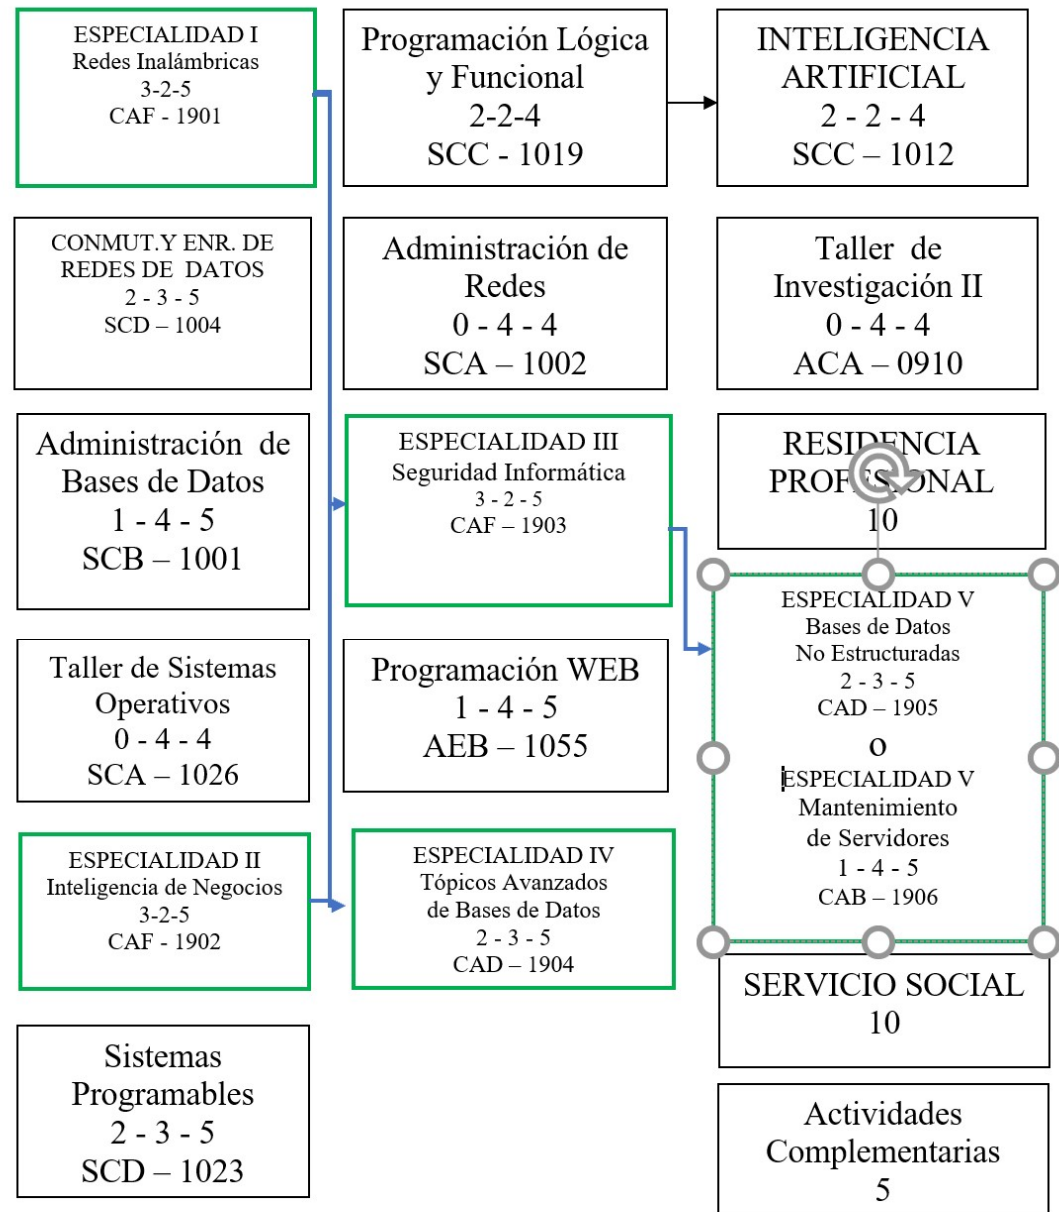 ESPECIALIDAD I
Redes Inalámbricas
3-2-5
CAF - 1901
CONMUT.Y ENR. DE
REDES DE DATOS
2 - 3 - 5
SCD – 1004
Administración de
Bases de Datos
1 - 4 - 5
SCB – 1001
Taller de Sistemas
Operativos
0 - 4 - 4
SCA – 1026
ESPECIALIDAD II
Inteligencia de Negocios
3-2-5
CAF - 1902
Sistemas
Programables
2 - 3 - 5
SCD – 1023
Programación Lógica
y Funcional
2-2-4
SCC - 1019
Administración de
Redes
0 - 4 - 4
SCA – 1002
ESPECIALIDAD III
Seguridad Informática
3 - 2 - 5
CAF – 1903
Programación WEB
1 - 4 - 5
AEB – 1055
ESPECIALIDAD IV
Tópicos Avanzados
de Bases de Datos
2 - 3 - 5
CAD – 1904
INTELIGENCIA
ARTIFICIAL
2 - 2 - 4
SCC – 1012
Taller de
Investigación II
0 - 4 - 4
ACA – 0910
RESIDENCIA
PROFESIONAL
10
ESPECIALIDAD V
Bases de Datos
No Estructuradas
2 - 3 - 5
CAD – 1905
o
ESPECIALIDAD V
Mantenimiento
de Servidores
1 - 4 - 5
CAB – 1906
SERVICIO SOCIAL
10
Actividades
Complementarias
5